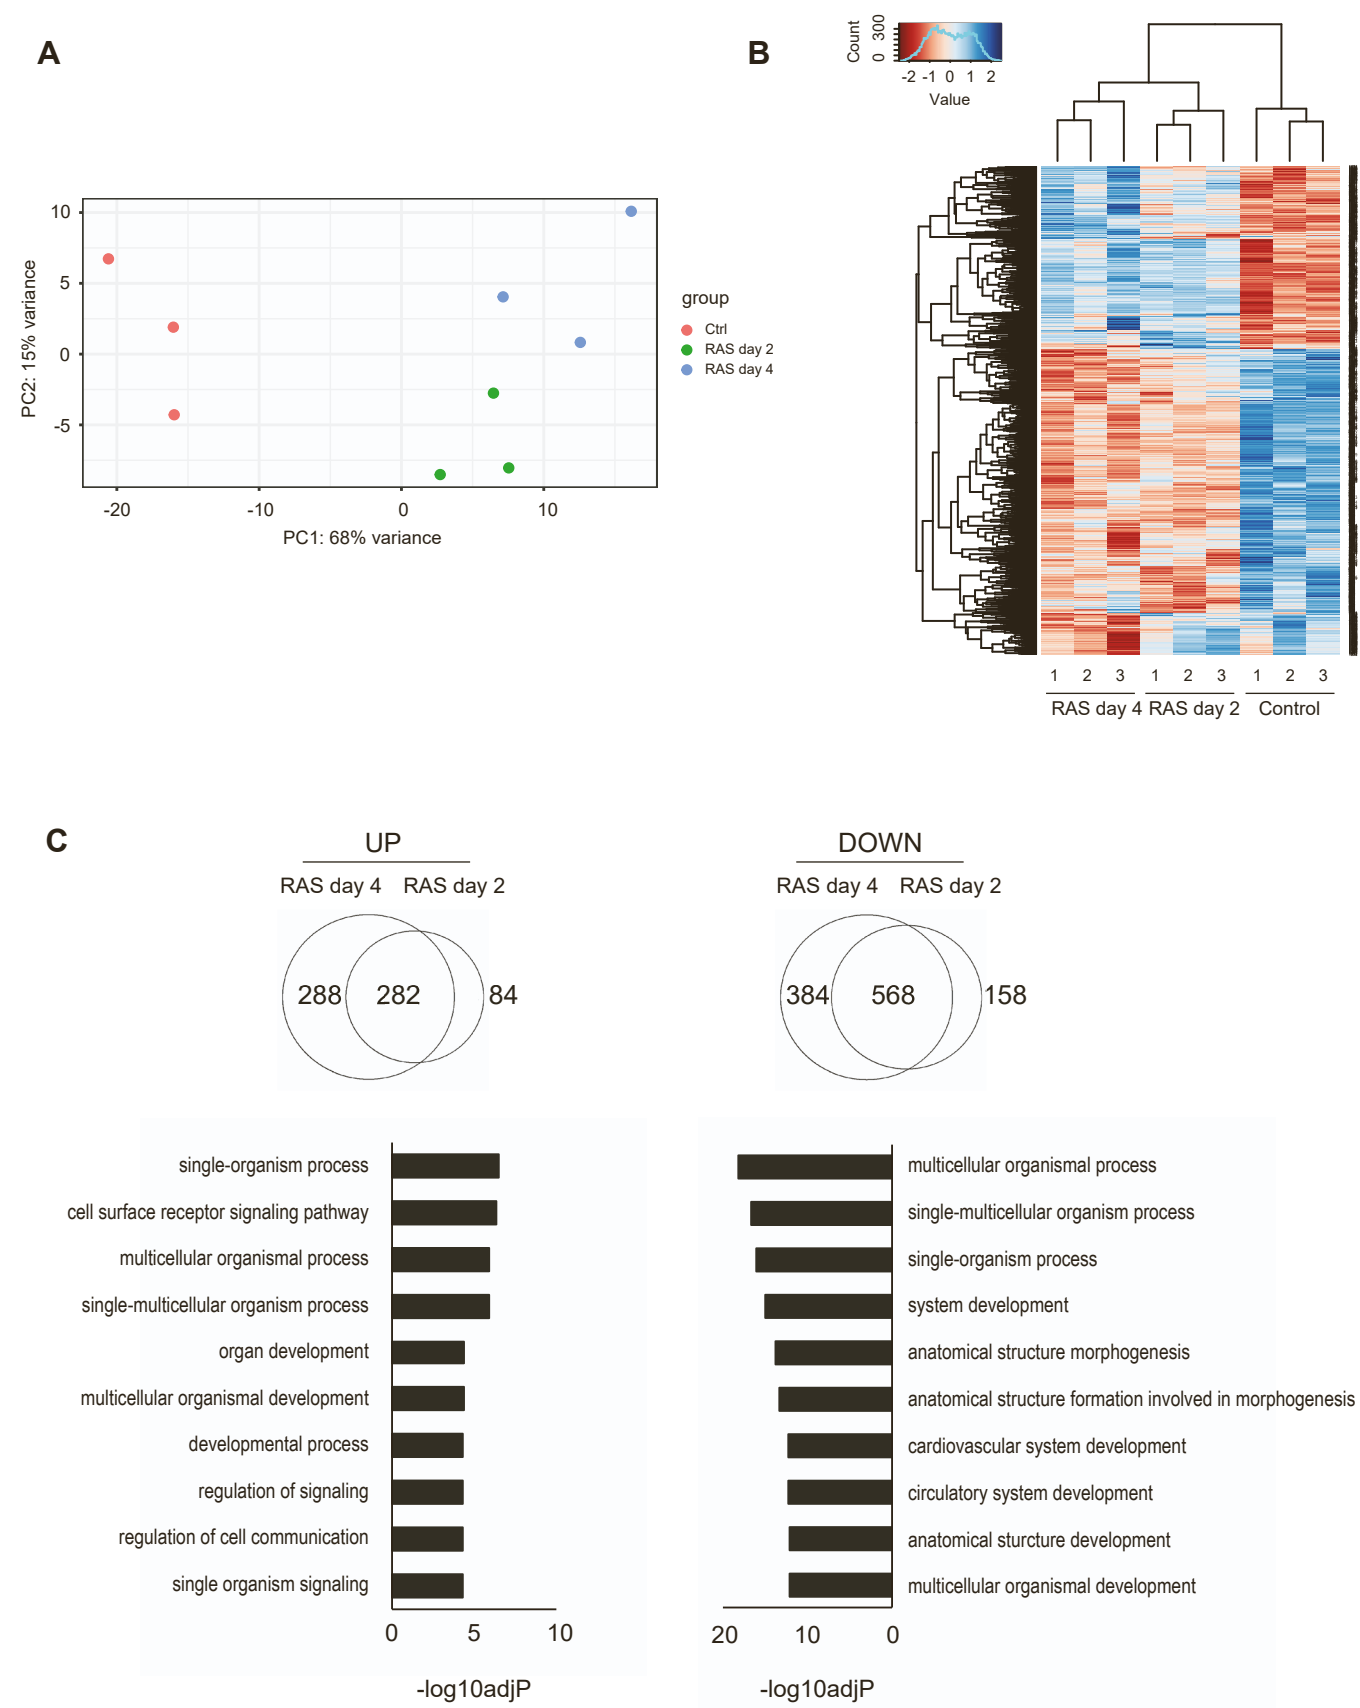 A
10
5
0
-5
-20
-10
0
10
PC1: 68% variance
PC2: 15% variance
group
Ctrl
RAS day 2
RAS day 4
B
Count
0 300
-2 -1 0 1 2
Value
1 2 3 1 2 3 1 2 3
RAS day 4 RAS day 2 Control
C
UP
RAS day 4 RAS day 2
288 282 84
DOWN
RAS day 4 RAS day 2
384 568 158
single-organism process
cell surface receptor signaling pathway
multicellular organismal process
single-multicellular organism process
organ development
multicellular organismal development
developmental process
regulation of signaling
regulation of cell communication
single organism signaling
0 5 10
-log10adjP
multicellular organismal process
single-multicellular organism process
single-organism process
system development
anatomical structure morphogenesis
anatomical structure formation involved in morphogenesis
cardiovascular system development
circulatory system development
anatomical sturcture development
multicellular organismal development
20 10 0
-log10adjP